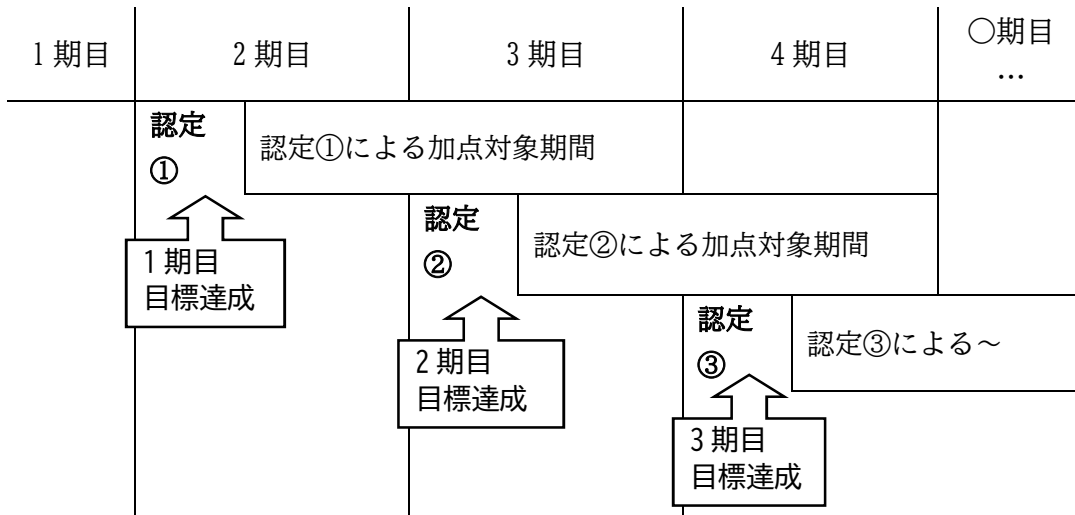 1期目
2期目
3期目
4期目
○期目
…
認定
①
認定①による加点対象期間
1期目
目標達成
認定
②
認定②による加点対象期間
2期目
目標達成
認定
③
認定③による～
3期目
目標達成